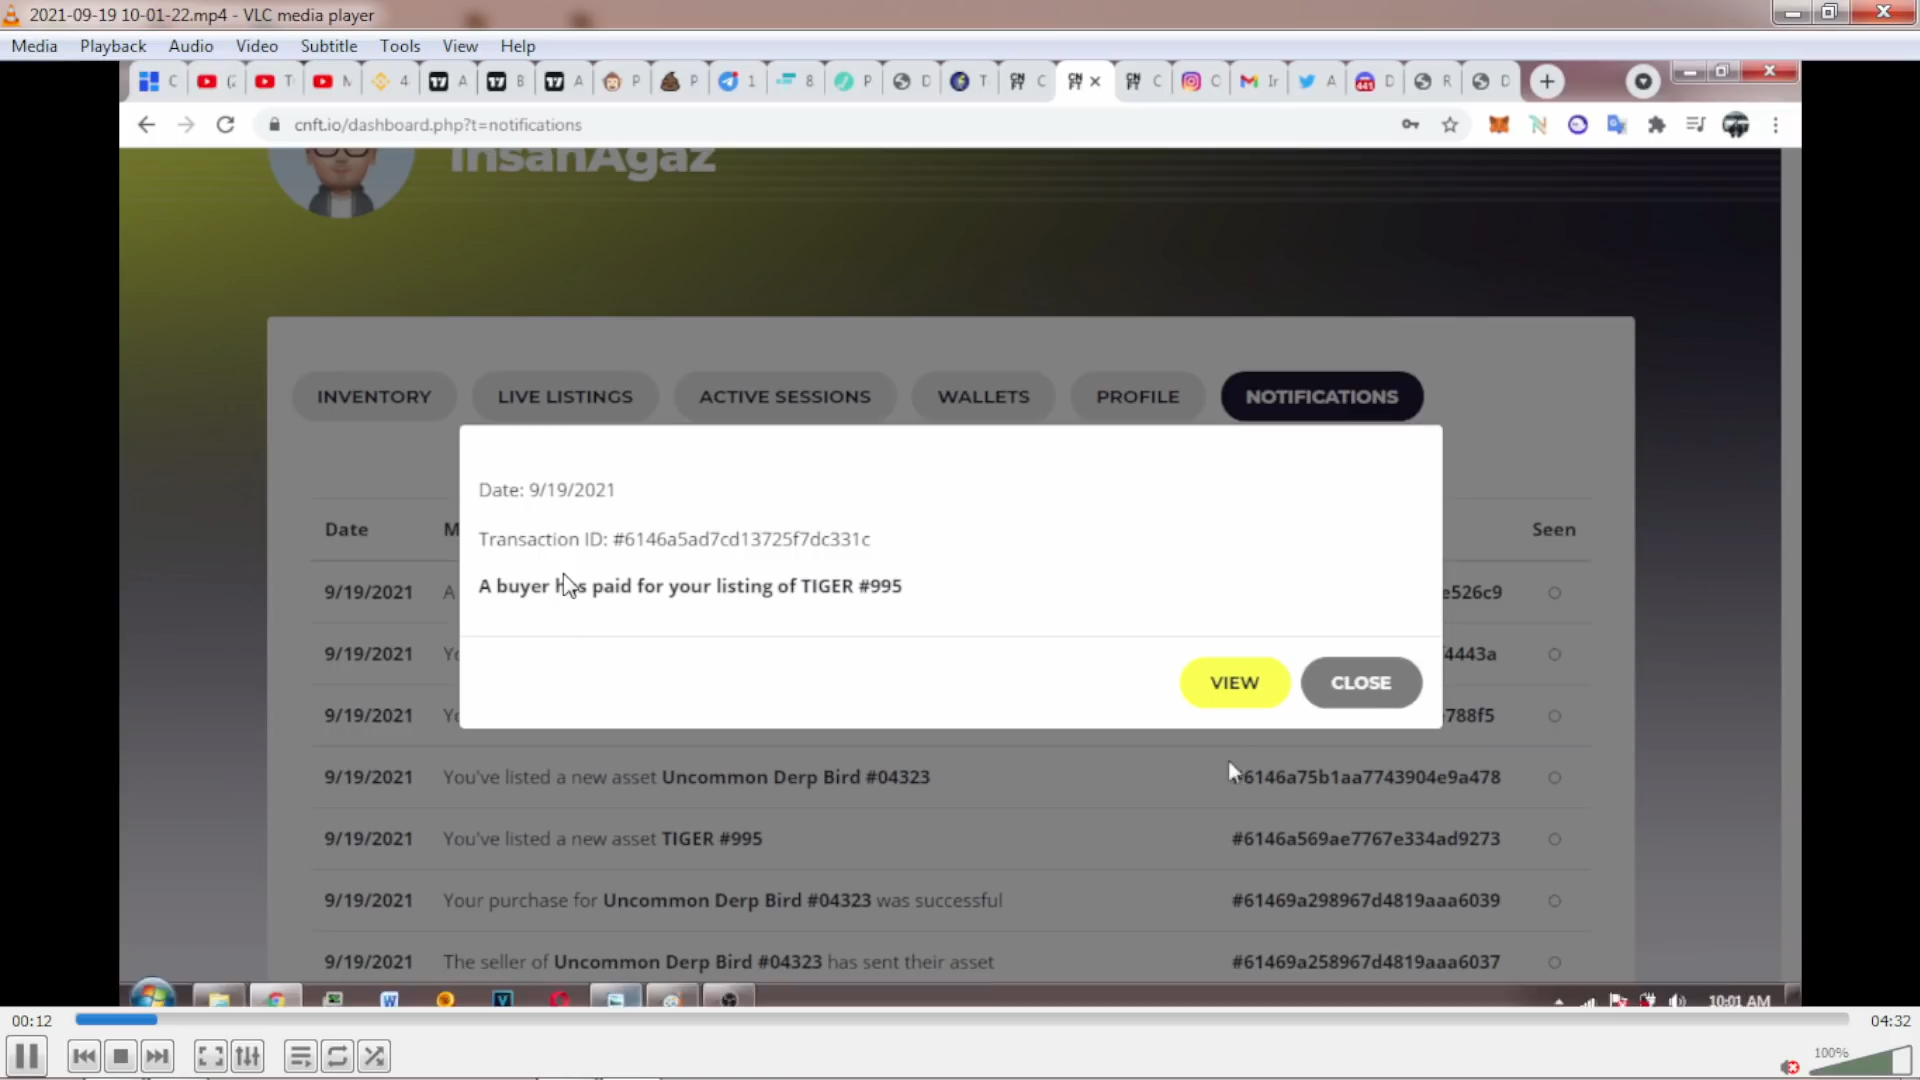 2021-09-19 10-01-22.mp4 - VLC media player
Media Playback Audio Video Subtitle Tools View Help
cnft.io/dashboard.php?t=notifications
InsanAgaz
INVENTORY LIVE LISTINGS ACTIVE SESSIONS WALLETS PROFILE NOTIFICATIONS
Date: 9/19/2021
Transaction ID: #6146a5ad7cd13725f7dc331c
A buyer has paid for your listing of TIGER #995
VIEW CLOSE
Date Seen
9/19/2021 A e526c9
9/19/2021 4443a
9/19/2021 788f5
9/19/2021 You've listed a new asset Uncommon Derp Bird #04323 #6146a75b1aa7743904e9a478
9/19/2021 You've listed a new asset TIGER #995 #6146a569ae7767e334ad9273
9/19/2021 Your purchase for Uncommon Derp Bird #04323 was successful #61469a298967d4819aaa6039
9/19/2021 The seller of Uncommon Derp Bird #04323 has sent their asset #61469a258967d4819aaa6037
10:01 AM
00:12 04:32
100%